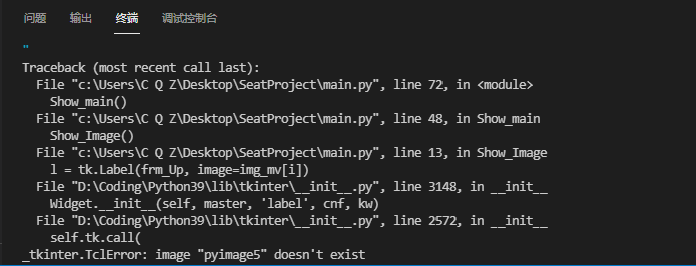 问题 输出 终端 调试控制台
"
Traceback (most recent call last):
  File "c:\Users\C Q Z\Desktop\SeatProject\main.py", line 72, in <module>
    Show_main()
  File "c:\Users\C Q Z\Desktop\SeatProject\main.py", line 48, in Show_main
    Show_Image()
  File "c:\Users\C Q Z\Desktop\SeatProject\main.py", line 13, in Show_Image
    l = tk.Label(frm_Up, image=img_mv[i])
  File "D:\Coding\Python39\lib\tkinter\__init__.py", line 3148, in __init__
    Widget.__init__(self, master, 'label', cnf, kw)
  File "D:\Coding\Python39\lib\tkinter\__init__.py", line 2572, in __init__
    self.tk.call(
_tkinter.TclError: image "pyimage5" doesn't exist